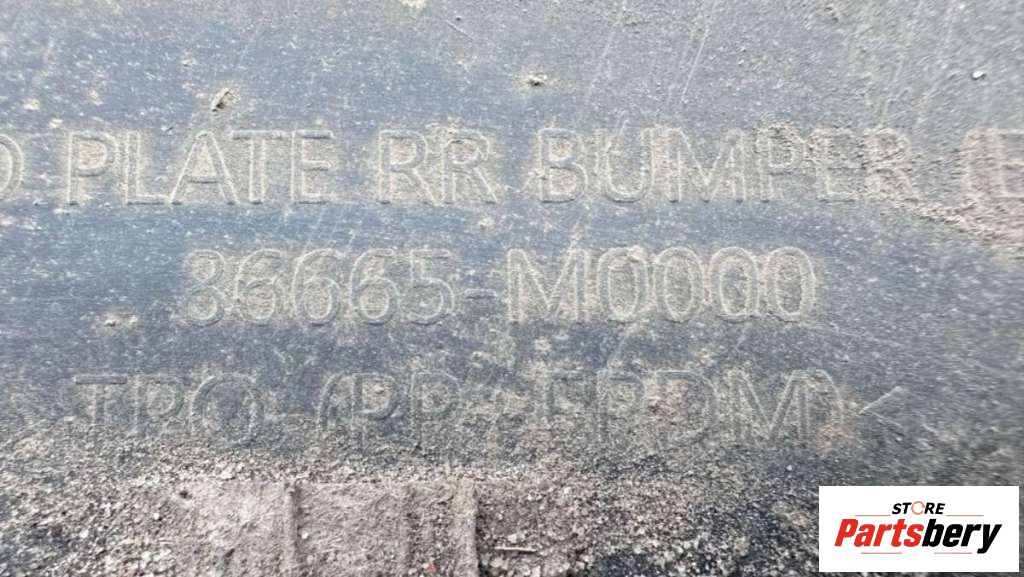 D PLATE RR BUMPER (E
86665-M0000
TPO-(PP+EPDM)
STORE
Partsbery